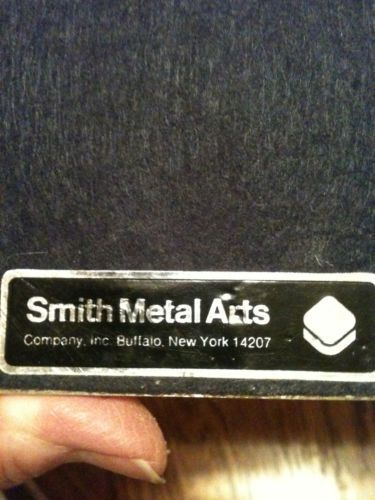 Smith Metal Arts
Company, Inc. Buffalo, New York 14207